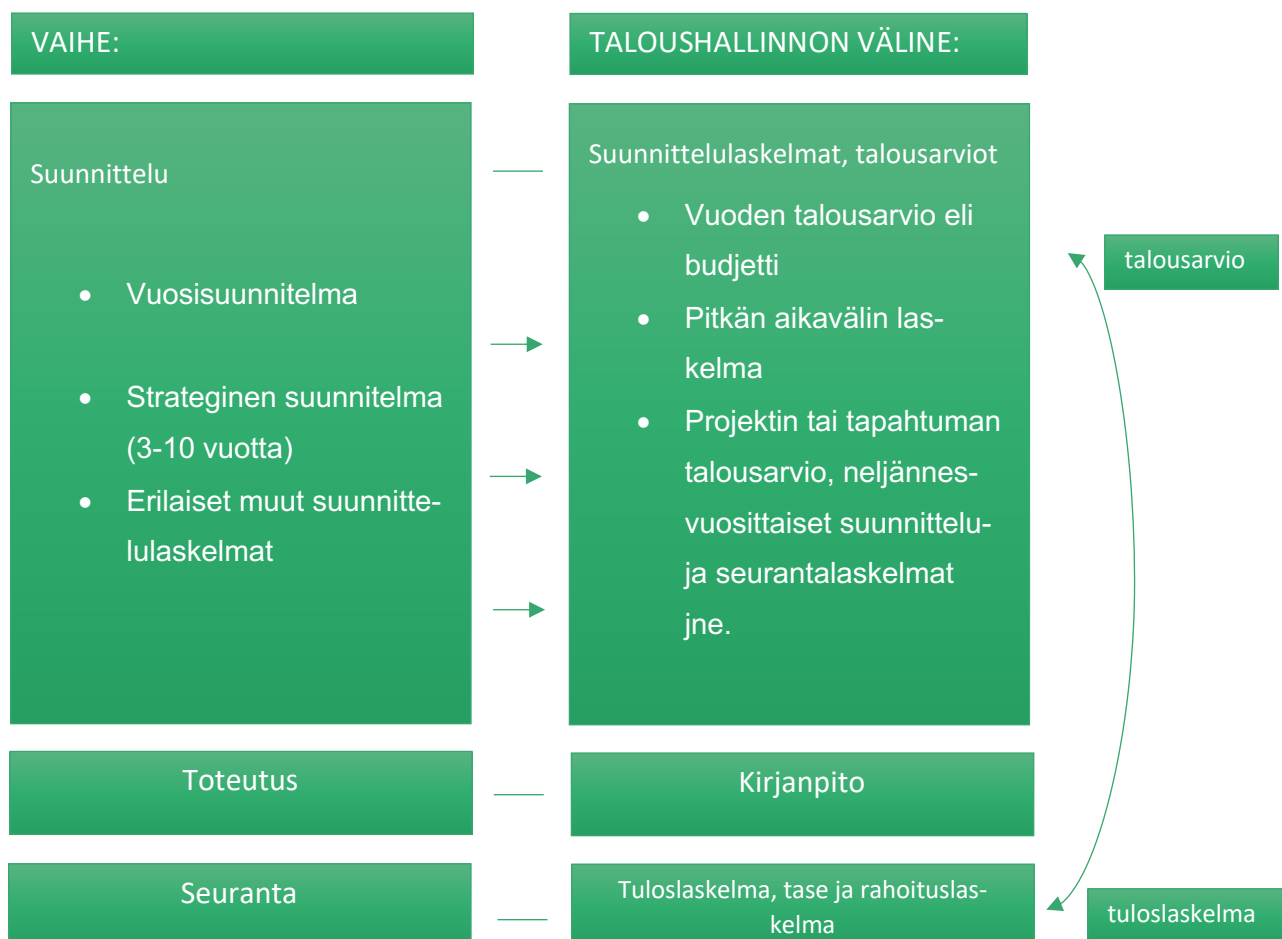 VAIHE:
TALOUSHALLINNON VÄLINE:
Suunnittelu
• Vuosisuunnitelma
• Strateginen suunnitelma
(3-10 vuotta)
• Erilaiset muut suunnitte-
lulaskelmat
Suunnittelulaskelmat, talousarviot
• Vuoden talousarvio eli
budjetti
• Pitkän aikavälin las-
kelma
• Projektin tai tapahtuman
talousarvio, neljännes-
vuosittaiset suunnittelu-
ja seurantalaskelmat
jne.
talousarvio
Toteutus
Kirjanpito
Seuranta
Tuloslaskelma, tase ja rahoituslas-
kelma
tuloslaskelma